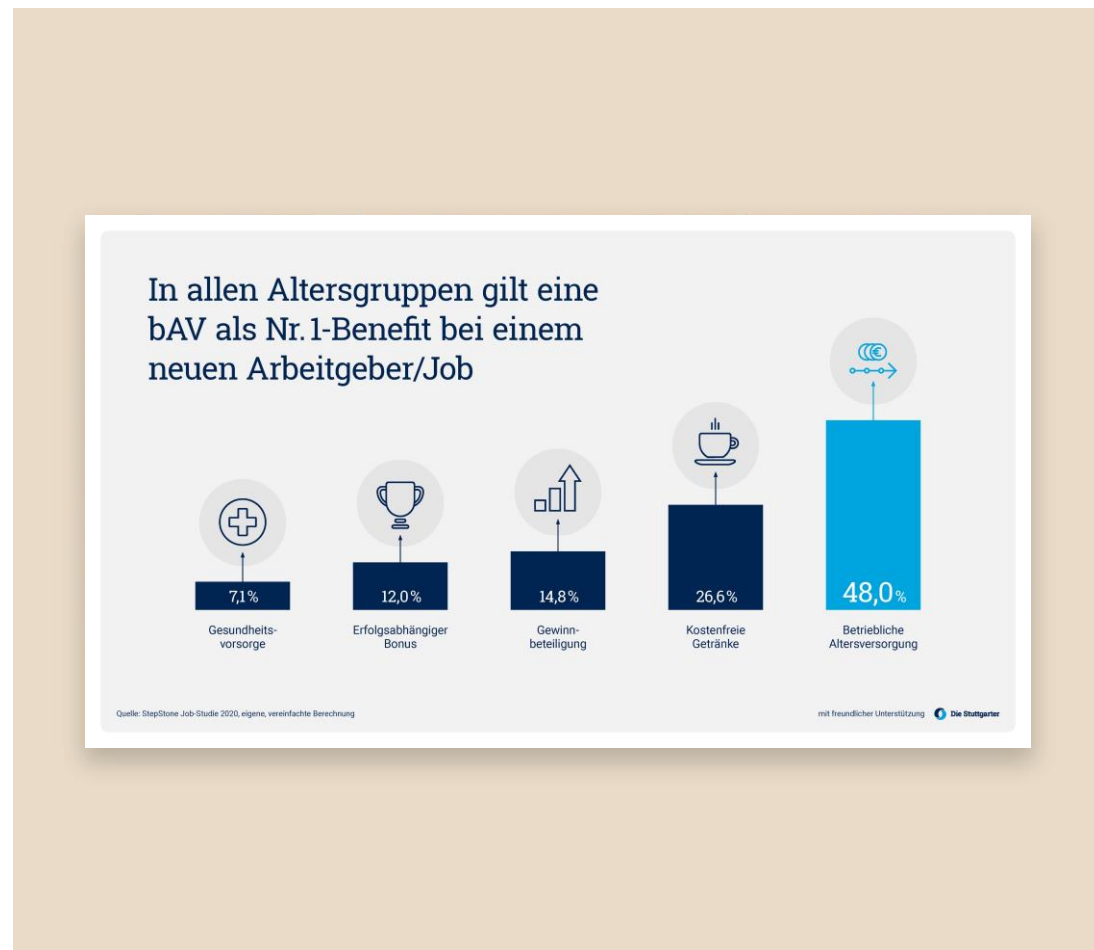 In allen Altersgruppen gilt eine
bAV als Nr. 1-Benefit bei einem
neuen Arbeitgeber/Job
7,1 %
12,0 %
14,8 %
26,6 %
48,0 %
Gesundheits-
vorsorge
Erfolgsabhängiger
Bonus
Gewinn-
beteiligung
Kostenfreie
Getränke
Betriebliche
Altersversorgung
Quelle: StepStone Job-Studie 2020, eigene, vereinfachte Berechnung
mit freundlicher Unterstützung Die Stuttgarter